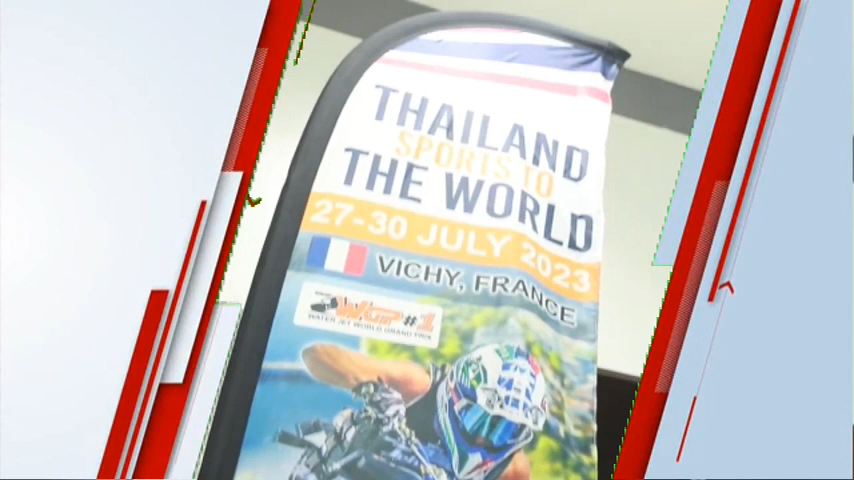 THAILAND
SPORTS TO
THE WORLD
27-30 JULY 2023
VICHY, FRANCE
WGP#1
WATER JET WORLD GRAND PRIX